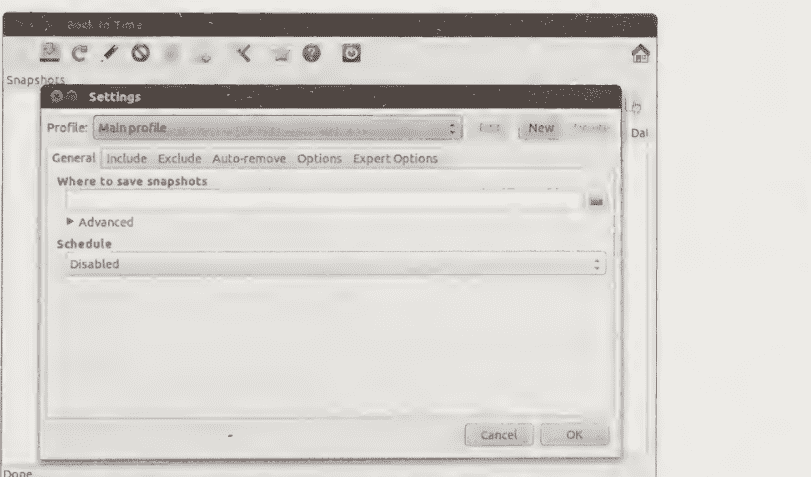 Back In Time
Snapshots
Settings
Profile: Main profile
New
Dal
General Include Exclude Auto-remove Options Expert Options
Where to save snapshots
Advanced
Schedule
Disabled
Cancel OK
Done